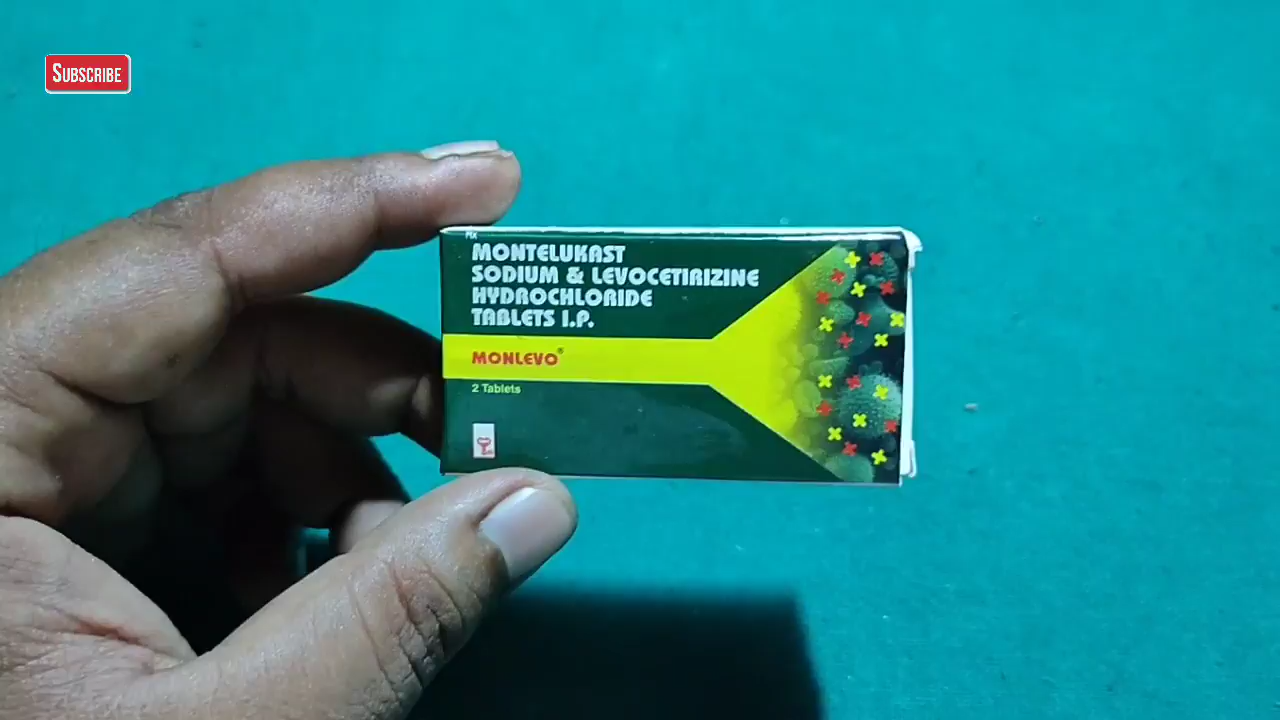 SUBSCRIBE
Rx
MONTELUKAST
SODIUM & LEVOCETIRIZINE
HYDROCHLORIDE
TABLETS I.P.
MONLEVO®
2 Tablets